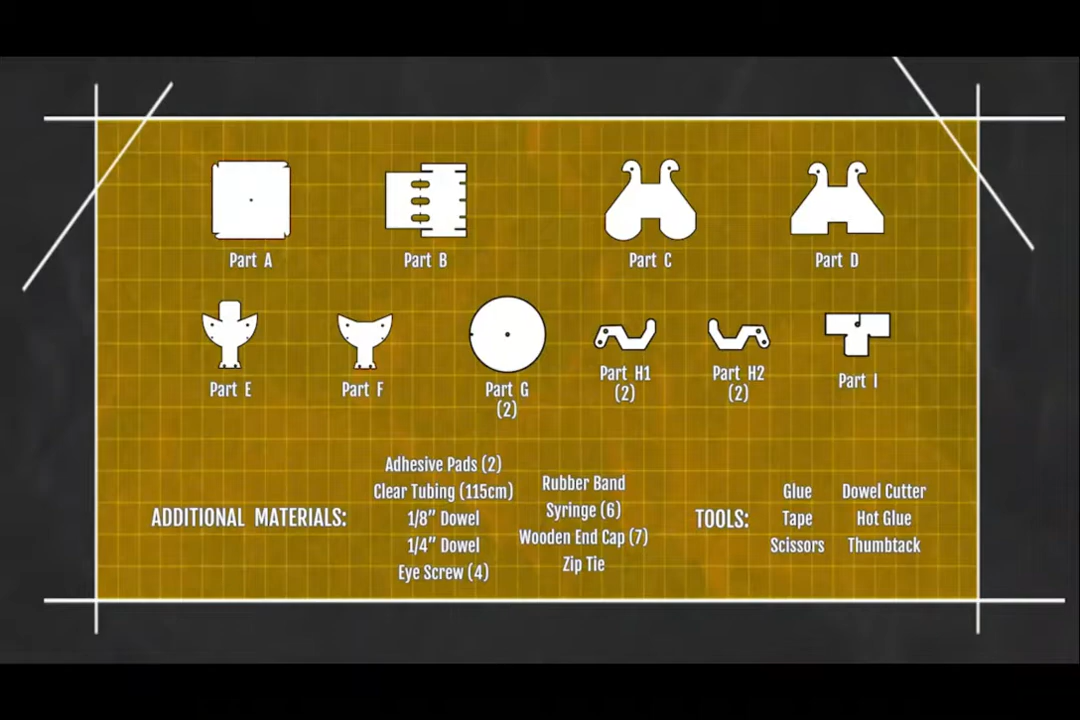 Part A
Part B
Part C
Part D
Part E
Part F
Part G
(2)
Part H1
(2)
Part H2
(2)
Part I
ADDITIONAL MATERIALS:
Adhesive Pads (2)
Clear Tubing (115cm)
1/8" Dowel
1/4" Dowel
Eye Screw (4)
Rubber Band
Syringe (6)
Wooden End Cap (7)
Zip Tie
TOOLS:
Glue
Tape
Scissors
Dowel Cutter
Hot Glue
Thumbtack